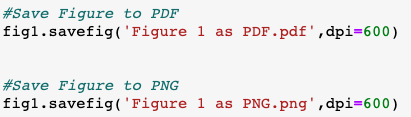 #Save Figure to PDF
fig1.savefig('Figure 1 as PDF.pdf',dpi=600)
#Save Figure to PNG
fig1.savefig('Figure 1 as PNG.png',dpi=600)